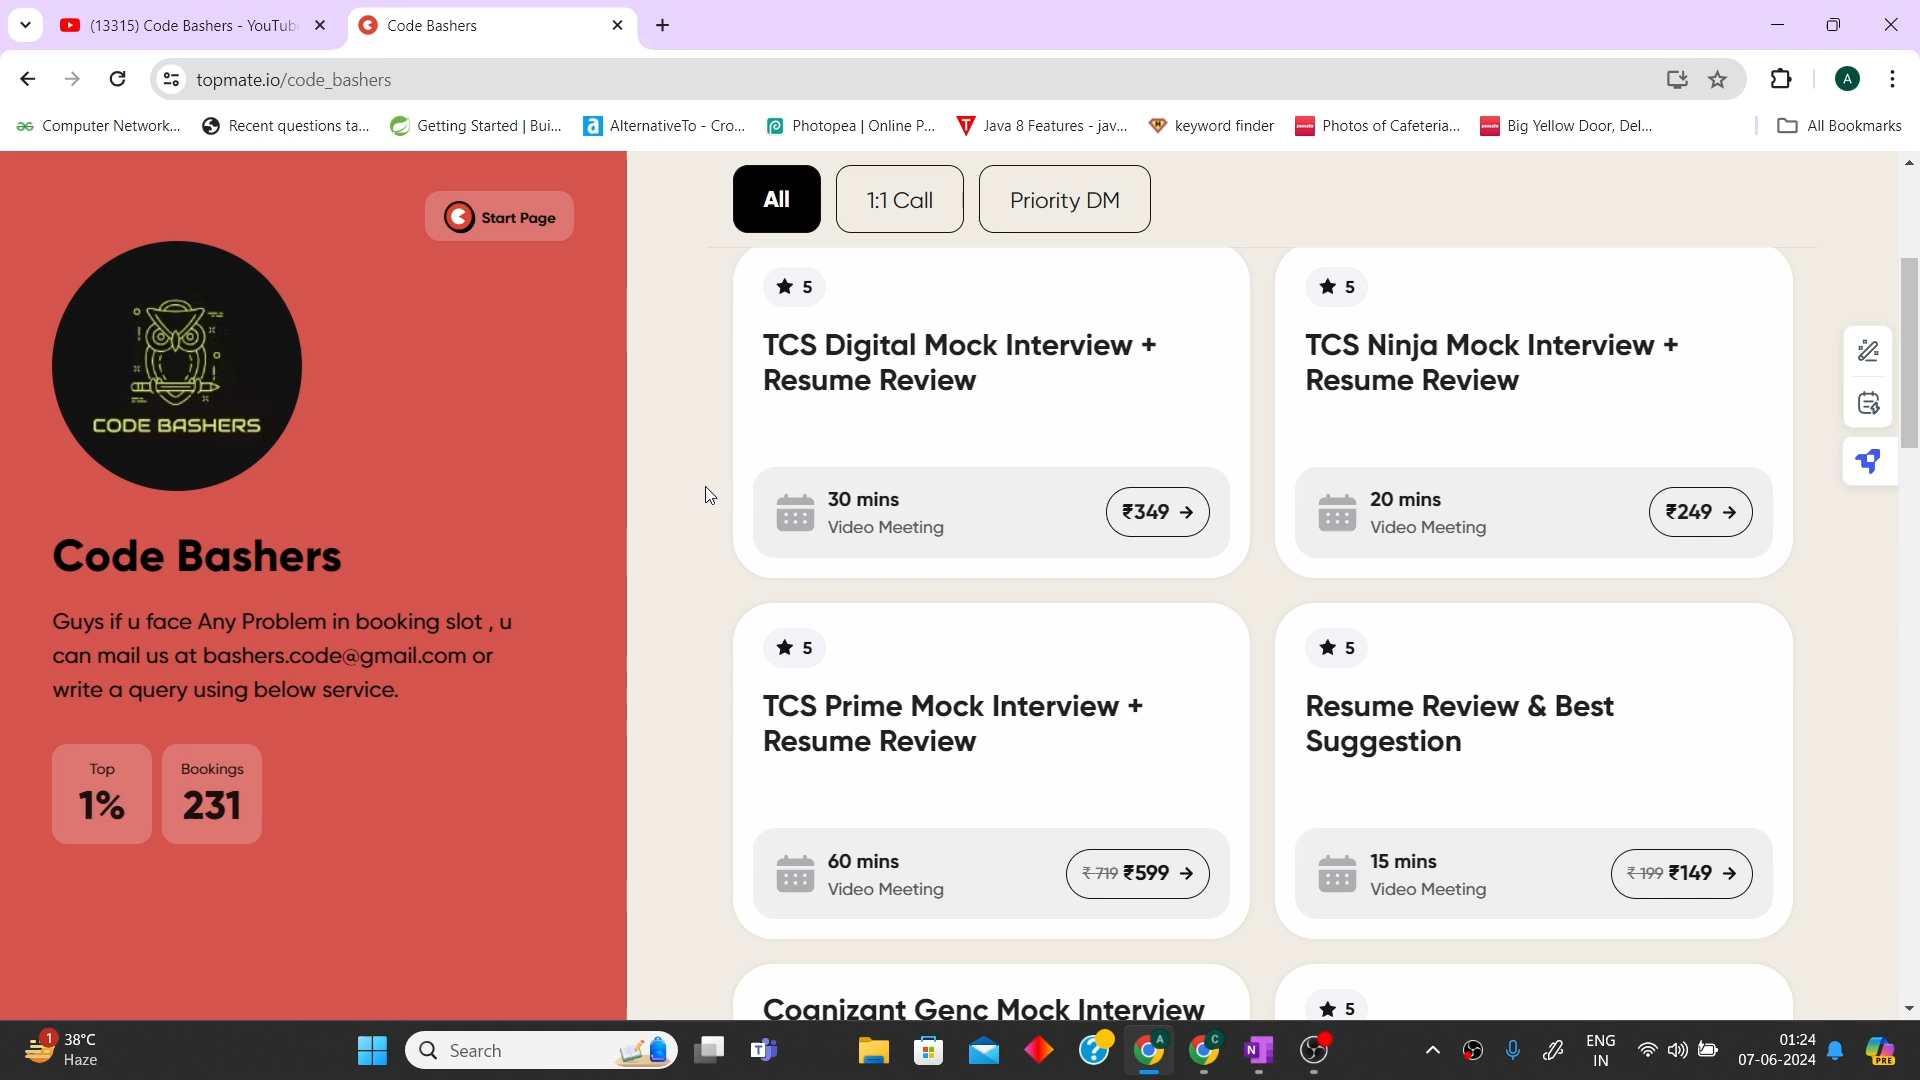 (13315) Code Bashers - YouTub
Code Bashers
topmate.io/code_bashers
A
Computer Network...
Recent questions ta...
Getting Started | Bui...
AlternativeTo - Cro...
Photopea | Online P...
Java 8 Features - jav...
keyword finder
Photos of Cafeteria...
Big Yellow Door, Del...
All Bookmarks
Start Page
CODE BASHERS
Code Bashers
Guys if u face Any Problem in booking slot , u
can mail us at bashers.code@gmail.com or
write a query using below service.
Top
1%
Bookings
231
All
1:1 Call
Priority DM
5
TCS Digital Mock Interview +
Resume Review
30 mins
Video Meeting
₹349 →
5
TCS Ninja Mock Interview +
Resume Review
20 mins
Video Meeting
₹249 →
5
TCS Prime Mock Interview +
Resume Review
60 mins
Video Meeting
₹719 ₹599 →
5
Resume Review & Best
Suggestion
15 mins
Video Meeting
₹199 ₹149 →
Cognizant Genc Mock Interview
5
1
38°C
Haze
Search
ENG
IN
01:24
07-06-2024
PRE